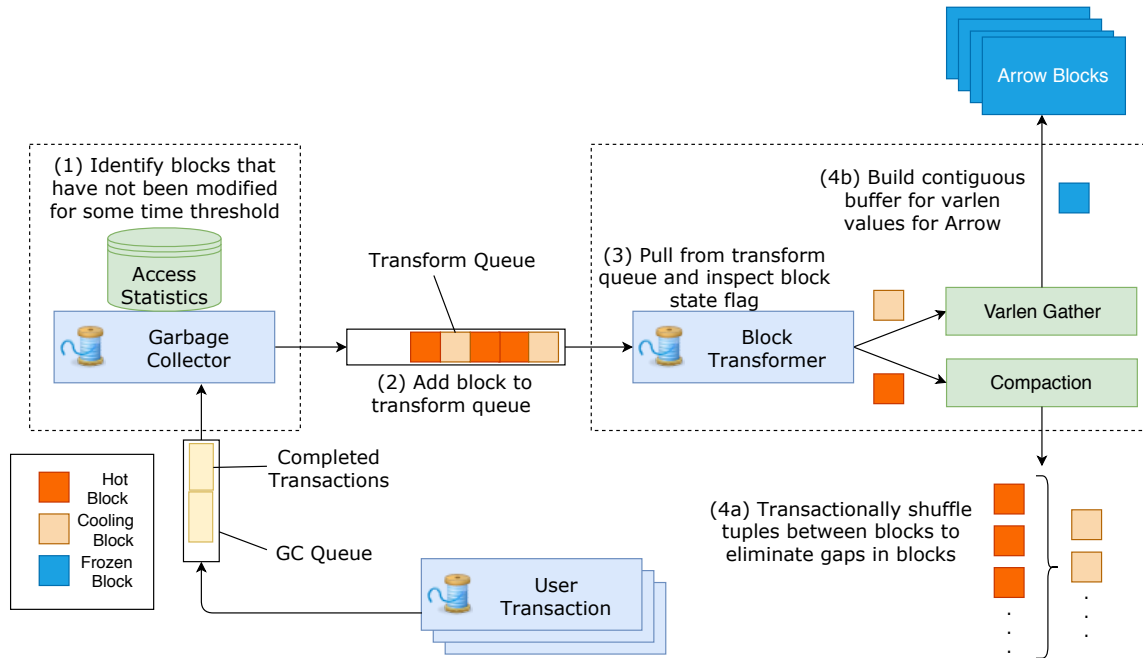 Arrow Blocks
(1) Identify blocks that
have not been modified
for some time threshold
Access
Statistics
Garbage
Collector
Transform Queue
(2) Add block to
transform queue
(3) Pull from transform
queue and inspect block
state flag
Block
Transformer
(4b) Build contiguous
buffer for varlen
values for Arrow
Varlen Gather
Compaction
Hot
Block
Cooling
Block
Frozen
Block
Completed
Transactions
GC Queue
User
Transaction
(4a) Transactionally shuffle
tuples between blocks to
eliminate gaps in blocks